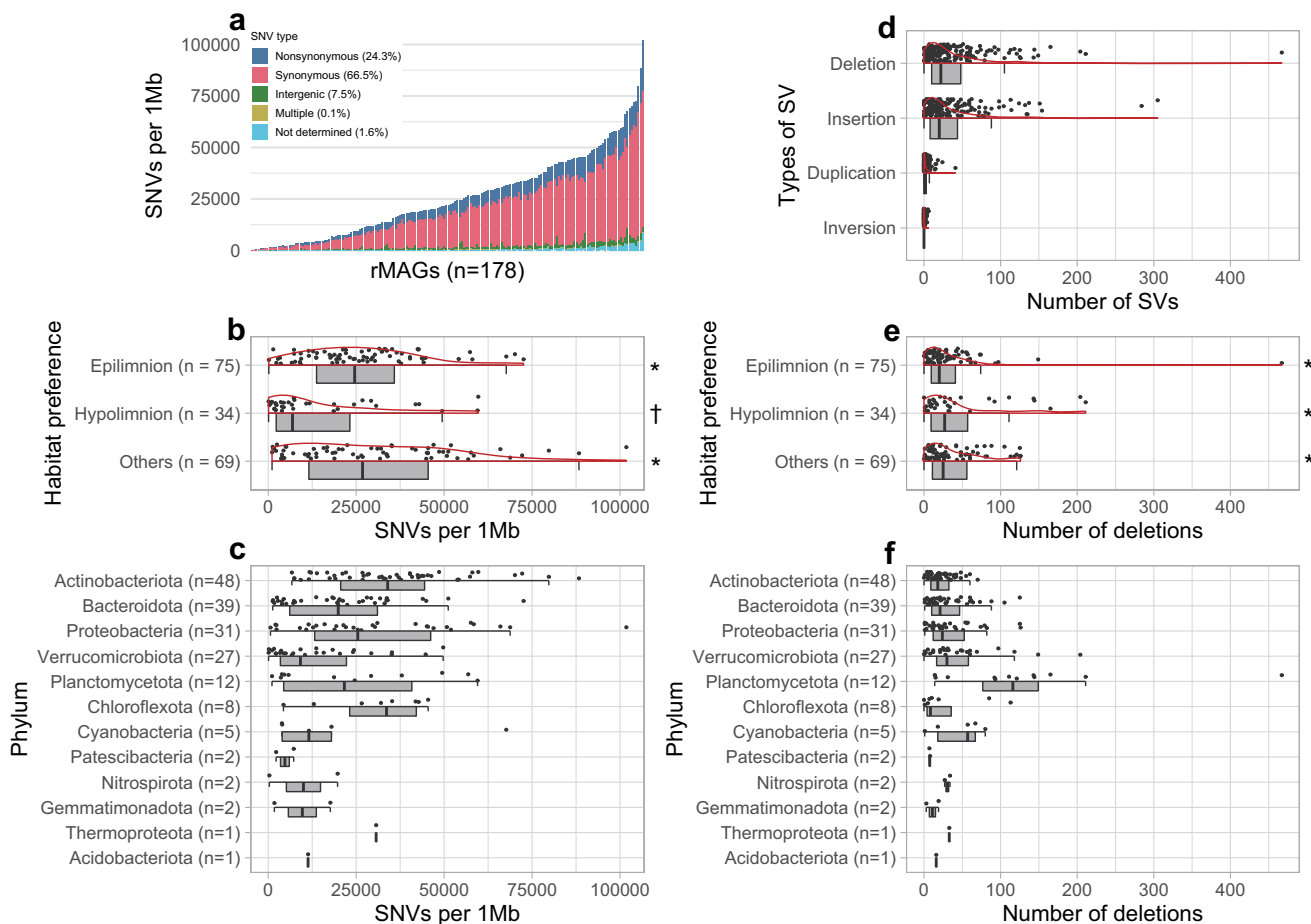 a
SNV type
Nonsynonymous (24.3%)
Synonymous (66.5%)
Intergenic (7.5%)
Multiple (0.1%)
Not determined (1.6%)
SNVs per 1Mb
100000
75000
50000
25000
0
rMAGs (n=178)
b
Habitat preference
Epilimnion (n = 75)
*
Hypolimnion (n = 34)
†
Others (n = 69)
*
0 25000 50000 75000 100000
SNVs per 1Mb
c
Phylum
Actinobacteriota (n=48)
Bacteroidota (n=39)
Proteobacteria (n=31)
Verrucomicrobiota (n=27)
Planctomycetota (n=12)
Chloroflexota (n=8)
Cyanobacteria (n=5)
Patescibacteria (n=2)
Nitrospirota (n=2)
Gemmatimonadota (n=2)
Thermoproteota (n=1)
Acidobacteriota (n=1)
0 25000 50000 75000 100000
SNVs per 1Mb
d
Types of SV
Deletion
Insertion
Duplication
Inversion
0 100 200 300 400
Number of SVs
e
Habitat preference
Epilimnion (n = 75)
*
Hypolimnion (n = 34)
*
Others (n = 69)
*
0 100 200 300 400
Number of deletions
f
Phylum
Actinobacteriota (n=48)
Bacteroidota (n=39)
Proteobacteria (n=31)
Verrucomicrobiota (n=27)
Planctomycetota (n=12)
Chloroflexota (n=8)
Cyanobacteria (n=5)
Patescibacteria (n=2)
Nitrospirota (n=2)
Gemmatimonadota (n=2)
Thermoproteota (n=1)
Acidobacteriota (n=1)
0 100 200 300 400
Number of deletions